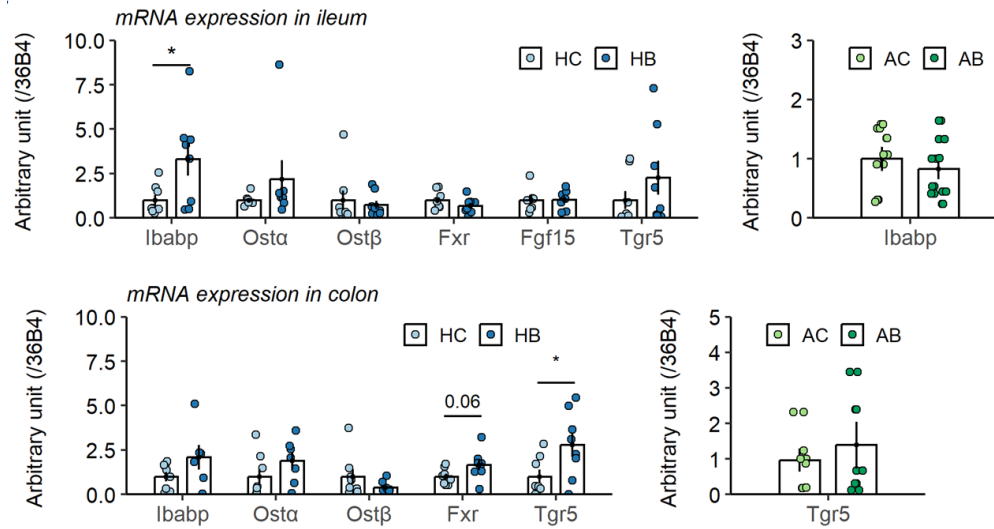 mRNA expression in ileum
Arbitrary unit (/36B4)
10.0
7.5
5.0
2.5
0.0
*
HC HB
Ibabp Ostα Ostβ Fxr Fgf15 Tgr5
Arbitrary unit (/36B4)
3
2
1
0
AC AB
Ibabp
mRNA expression in colon
Arbitrary unit (/36B4)
10.0
7.5
5.0
2.5
0.0
HC HB
0.06
*
Ibabp Ostα Ostβ Fxr Tgr5
Arbitrary unit (/36B4)
5
4
3
2
1
0
AC AB
Tgr5